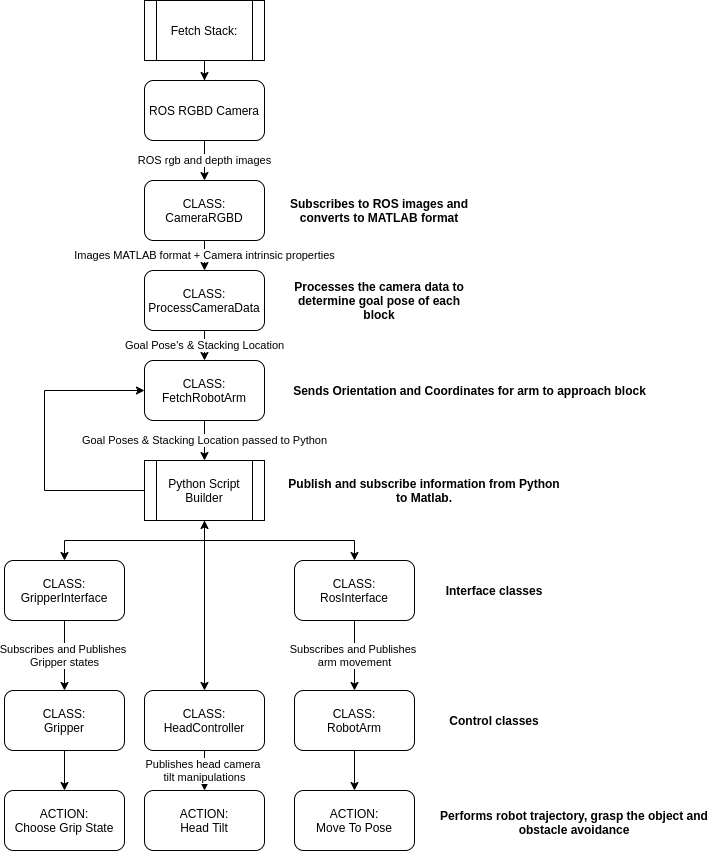 Fetch Stack:
ROS RGBD Camera
ROS rgb and depth images
CLASS:
CameraRGBD
Subscribes to ROS images and
converts to MATLAB format
Images MATLAB format + Camera intrinsic properties
CLASS:
ProcessCameraData
Processes the camera data to
determine goal pose of each
block
Goal Pose's & Stacking Location
CLASS:
FetchRobotArm
Sends Orientation and Coordinates for arm to approach block
Goal Poses & Stacking Location passed to Python
Python Script
Builder
Publish and subscribe information from Python
to Matlab.
CLASS:
GripperInterface
CLASS:
RosInterface
Interface classes
Subscribes and Publishes
Gripper states
Subscribes and Publishes
arm movement
CLASS:
Gripper
CLASS:
HeadController
CLASS:
RobotArm
Control classes
Publishes head camera
tilt manipulations
ACTION:
Choose Grip State
ACTION:
Head Tilt
ACTION:
Move To Pose
Performs robot trajectory, grasp the object and
obstacle avoidance